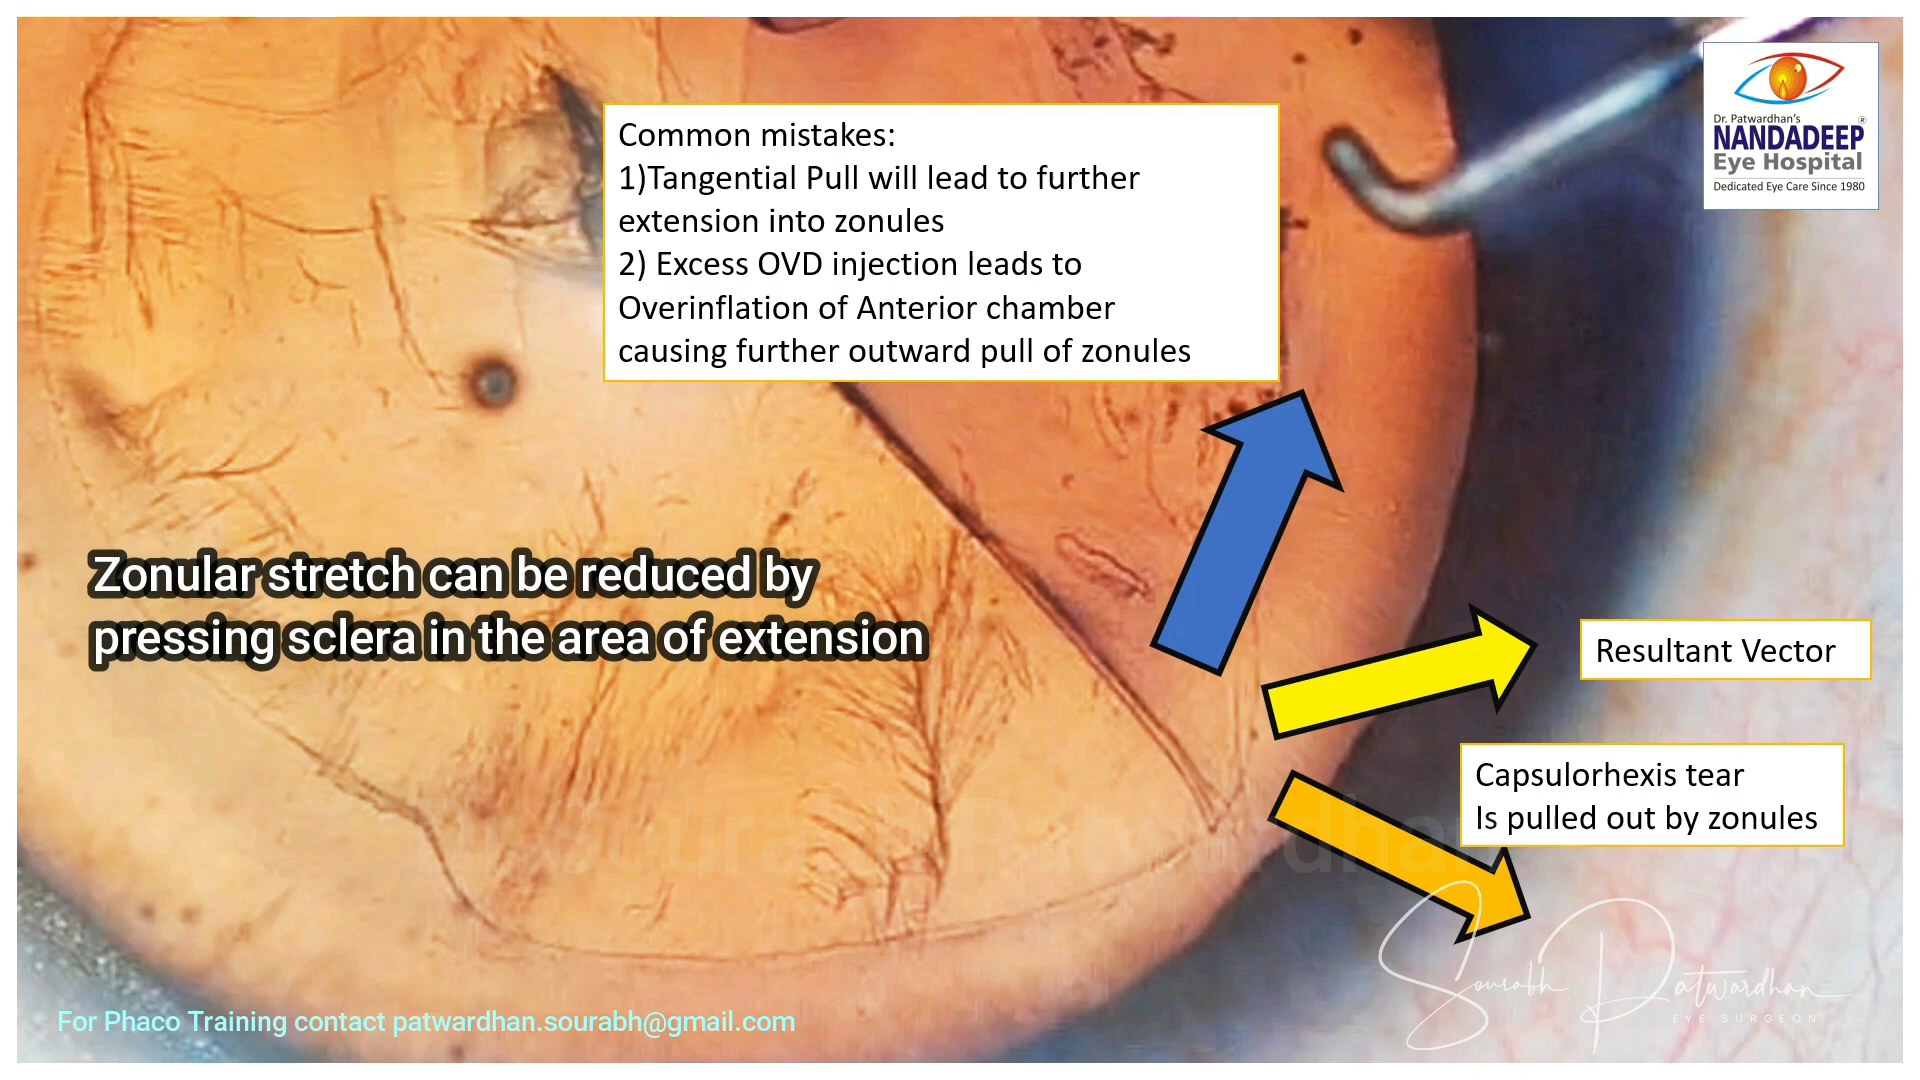 Dr. Patwardhan's
NANDADEEP®
Eye Hospital
Dedicated Eye Care Since 1980
Common mistakes:
1)Tangential Pull will lead to further
extension into zonules
2) Excess OVD injection leads to
Overinflation of Anterior chamber
causing further outward pull of zonules
Zonular stretch can be reduced by
pressing sclera in the area of extension
Resultant Vector
Capsulorhexis tear
Is pulled out by zonules
Sourabh Patwardhan
EYE SURGEON
For Phaco Training contact patwardhan.sourabh@gmail.com